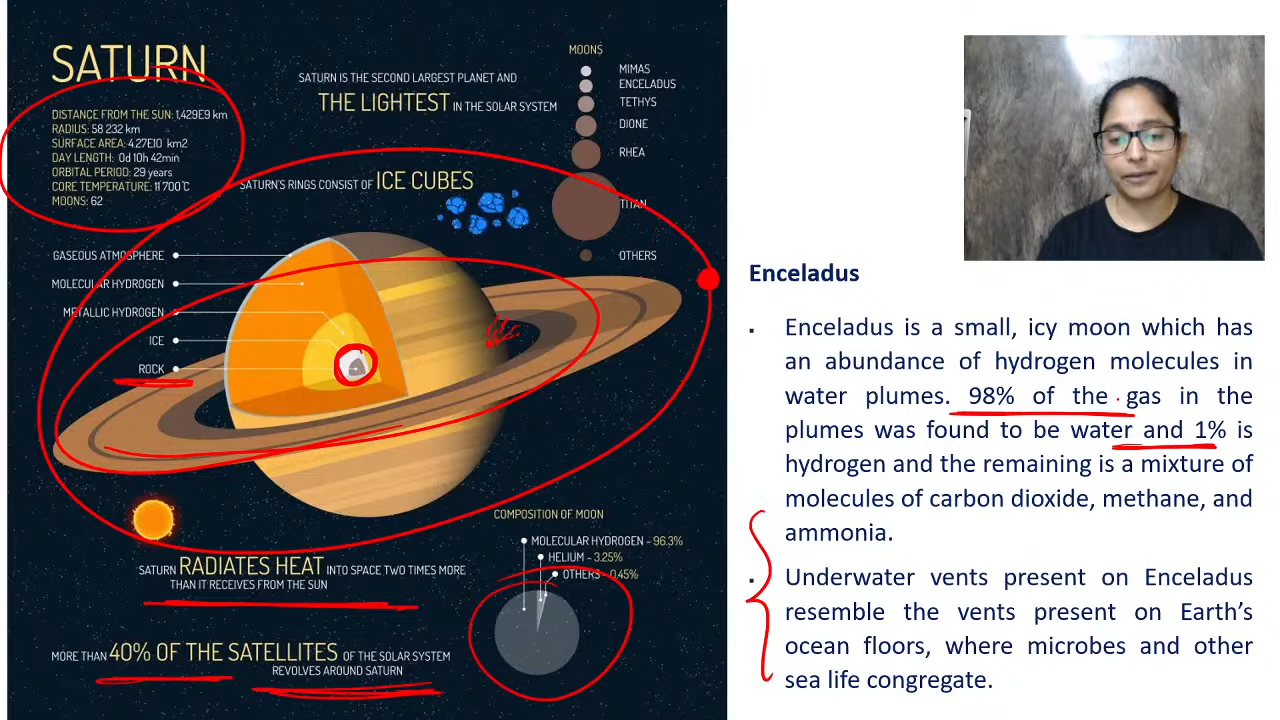 SATURN
DISTANCE FROM THE SUN: 1,429E9 km
RADIUS: 58 232 km
SURFACE AREA: 4.27E10 km2
DAY LENGTH: 0d 10h 42min
ORBITAL PERIOD: 29 years
CORE TEMPERATURE: 11 700°C
MOONS: 62
SATURN IS THE SECOND LARGEST PLANET AND
THE LIGHTEST IN THE SOLAR SYSTEM
MOONS
MIMAS
ENCELADUS
TETHYS
DIONE
RHEA
TITAN
OTHERS
SATURN'S RINGS CONSIST OF ICE CUBES
GASEOUS ATMOSPHERE
MOLECULAR HYDROGEN
METALLIC HYDROGEN
ICE
ROCK
COMPOSITION OF MOON
MOLECULAR HYDROGEN - 96.3%
HELIUM - 3.25%
OTHERS - 0.45%
SATURN RADIATES HEAT INTO SPACE TWO TIMES MORE
THAN IT RECEIVES FROM THE SUN
MORE THAN 40% OF THE SATELLITES OF THE SOLAR SYSTEM
REVOLVES AROUND SATURN
Enceladus
▪ Enceladus is a small, icy moon which has
an abundance of hydrogen molecules in
water plumes. 98% of the gas in the
plumes was found to be water and 1% is
hydrogen and the remaining is a mixture of
molecules of carbon dioxide, methane, and
ammonia.
▪ Underwater vents present on Enceladus
resemble the vents present on Earth’s
ocean floors, where microbes and other
sea life congregate.